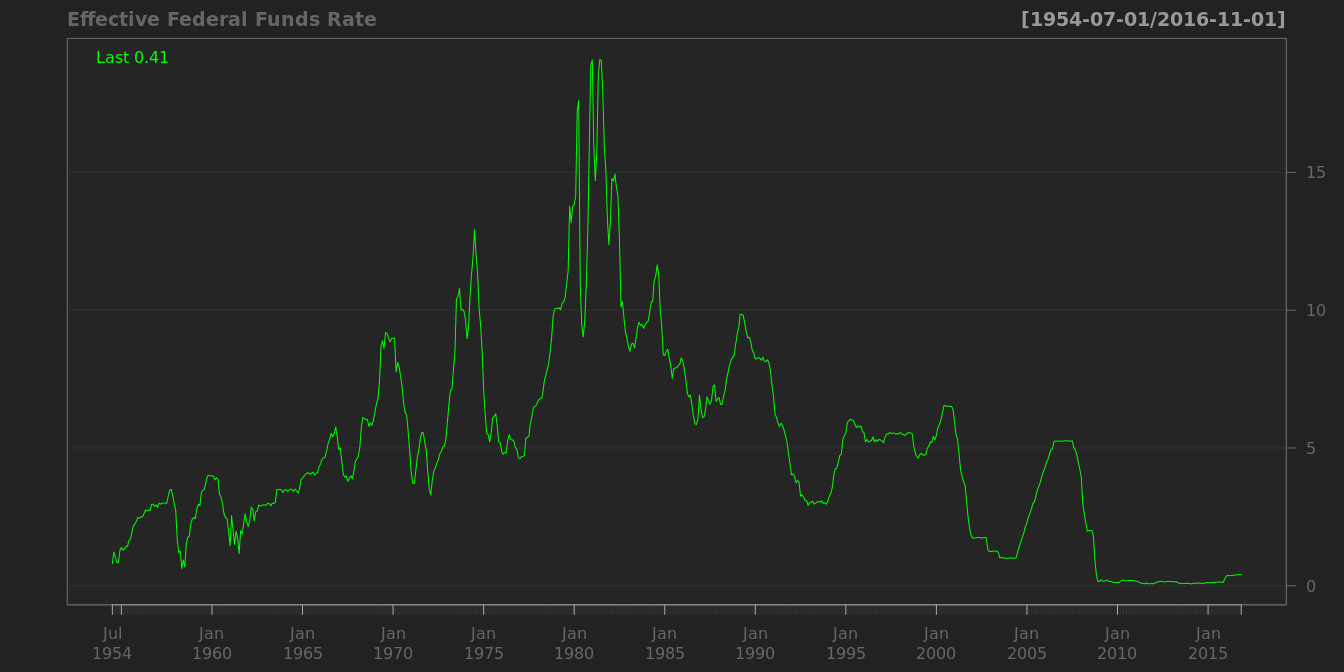 Effective Federal Funds Rate
[1954-07-01/2016-11-01]
Last 0.41
15
10
5
0
Jul Jan Jan Jan Jan Jan Jan Jan Jan Jan Jan Jan Jan
1954 1960 1965 1970 1975 1980 1985 1990 1995 2000 2005 2010 2015